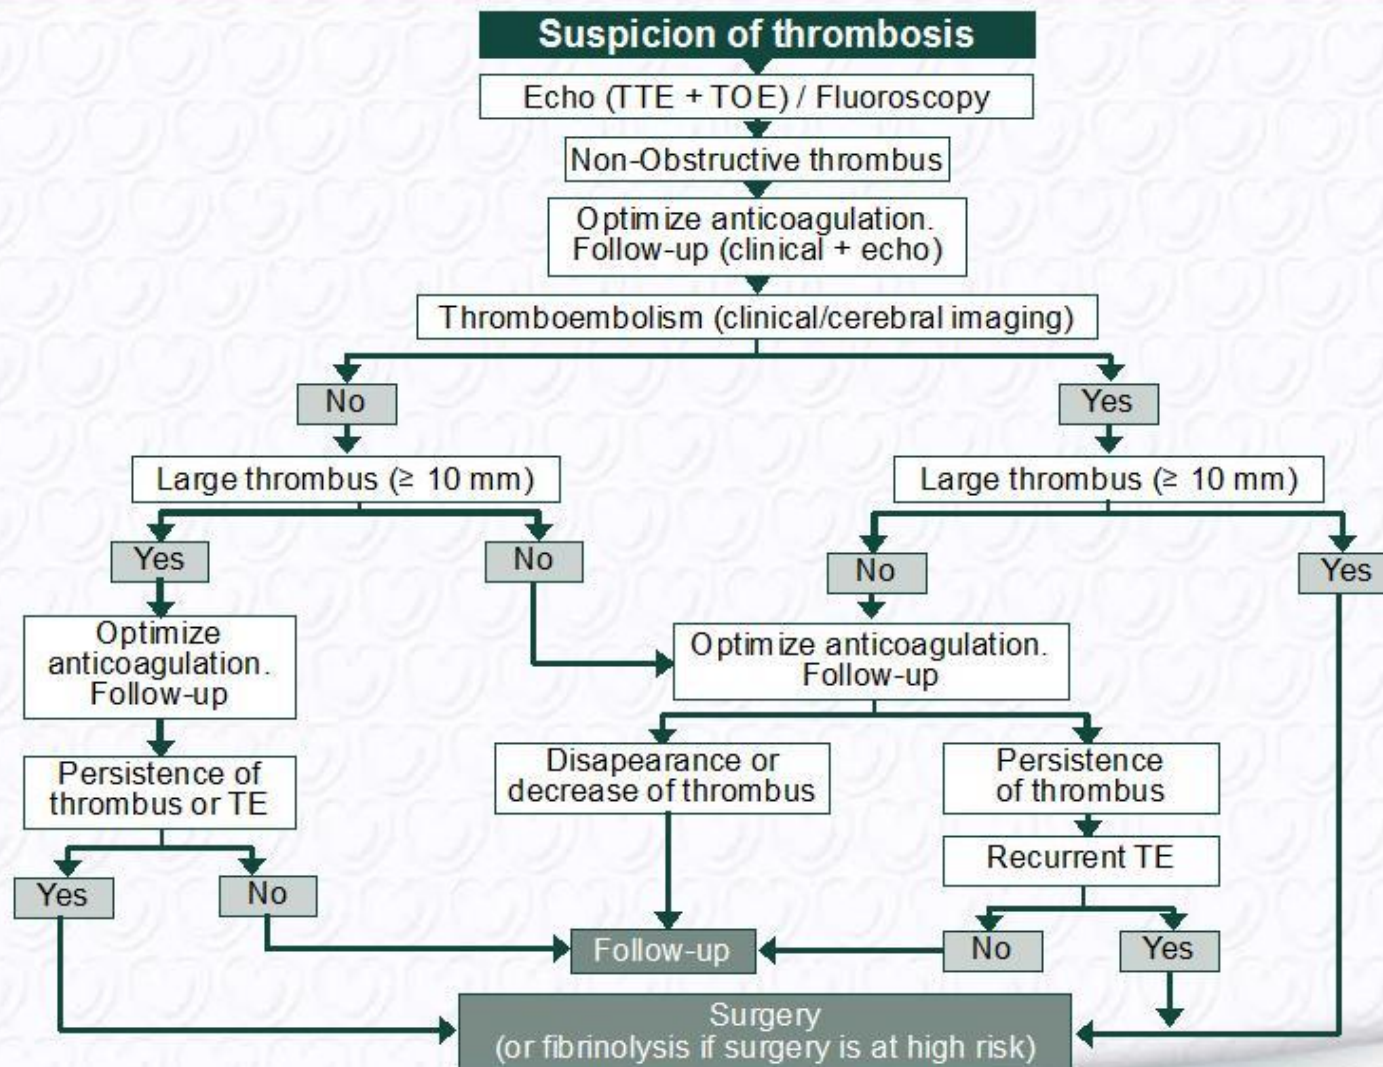 Suspicion of thrombosis
Echo (TTE + TOE) / Fluoroscopy
Non-Obstructive thrombus
Optimize anticoagulation.
Follow-up (clinical + echo)
Thromboembolism (clinical/cerebral imaging)
No
Yes
Large thrombus (≥ 10 mm)
Large thrombus (≥ 10 mm)
Yes
No
No
Yes
Optimize
anticoagulation.
Follow-up
Optimize anticoagulation.
Follow-up
Persistence of
thrombus or TE
Disapearance or
decrease of thrombus
Persistence
of thrombus
Recurrent TE
Yes
No
Follow-up
No
Yes
Surgery
(or fibrinolysis if surgery is at high risk)